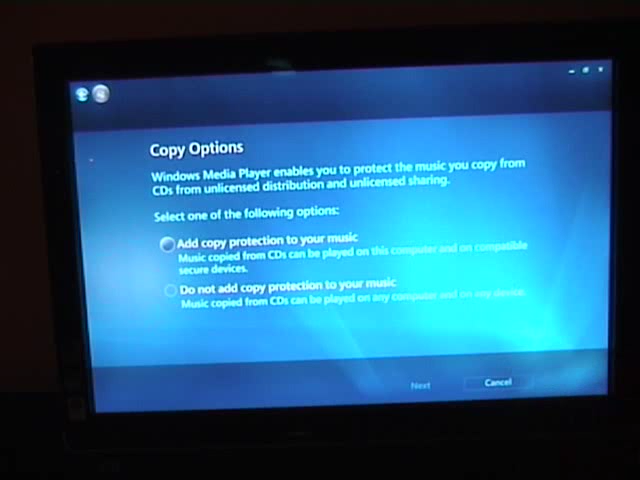 Copy Options
Windows Media Player enables you to protect the music you copy from
CDs from unlicensed distribution and unlicensed sharing.
Select one of the following options:
Add copy protection to your music
Music copied from CDs can be played on this computer and on compatible
secure devices.
Do not add copy protection to your music
Music copied from CDs can be played on any computer and on any device.
Next
Cancel